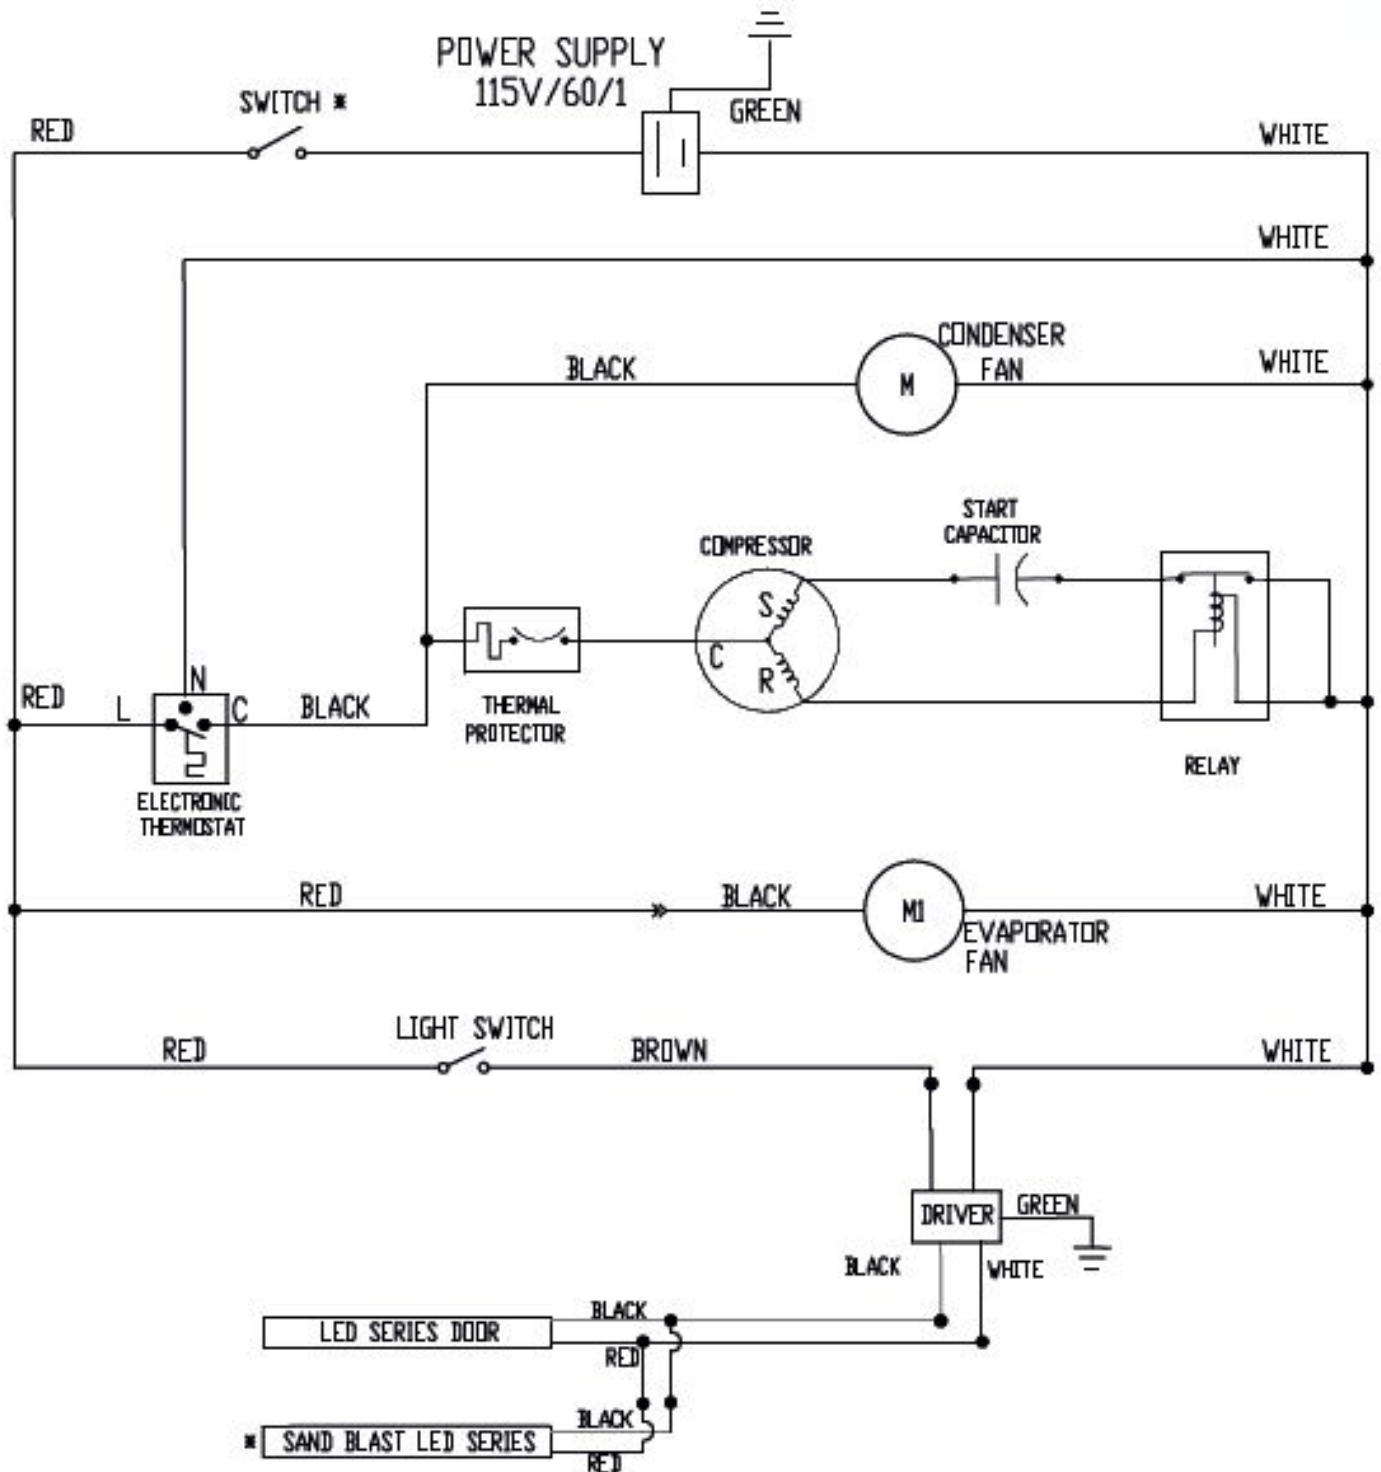 POWER SUPPLY
115V/60/1
SWITCH *
GREEN
RED
WHITE
WHITE
CONDENSER
FAN
BLACK
M
WHITE
START
CAPACITOR
COMPRESSOR
S
C
R
THERMAL
PROTECTOR
RELAY
N
RED
L
C
BLACK
ELECTRONIC
THERMOSTAT
RED
BLACK
M1
WHITE
EVAPORATOR
FAN
LIGHT SWITCH
RED
BROWN
WHITE
DRIVER
GREEN
BLACK
WHITE
BLACK
LED SERIES DOOR
RED
BLACK
* SAND BLAST LED SERIES
RED